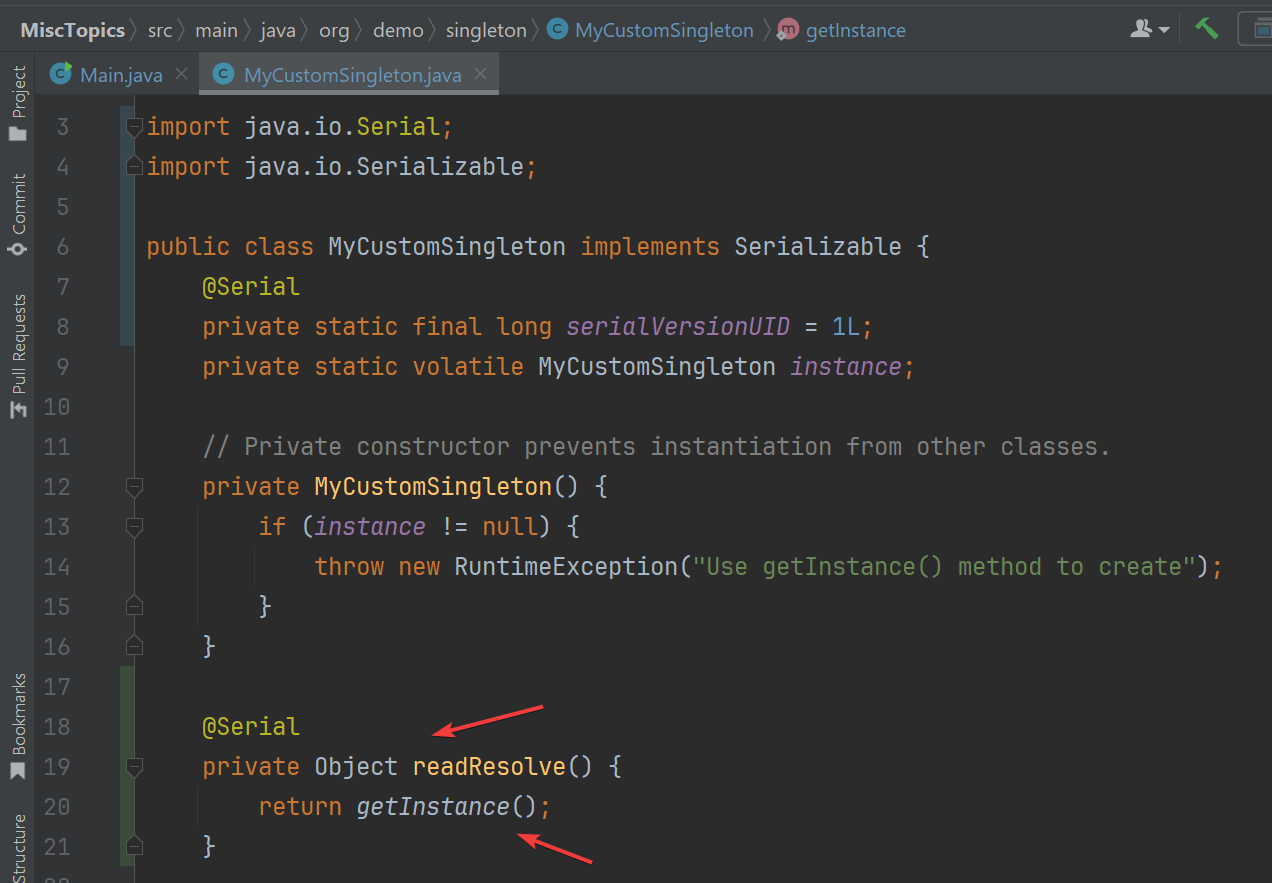 MiscTopics src main java org demo singleton MyCustomSingleton getInstance
Main.java MyCustomSingleton.java
Project
Commit
Pull Requests
Bookmarks
Structure
3 import java.io.Serial;
4 import java.io.Serializable;
5
6 public class MyCustomSingleton implements Serializable {
7 @Serial
8 private static final long serialVersionUID = 1L;
9 private static volatile MyCustomSingleton instance;
10
11 // Private constructor prevents instantiation from other classes.
12 private MyCustomSingleton() {
13 if (instance != null) {
14 throw new RuntimeException("Use getInstance() method to create");
15 }
16 }
17
18 @Serial
19 private Object readResolve() {
20 return getInstance();
21 }